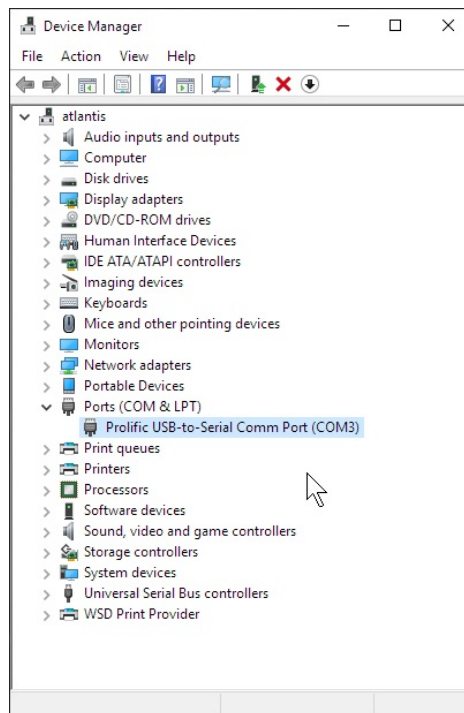 Device Manager
File Action View Help
atlantis
Audio inputs and outputs
Computer
Disk drives
Display adapters
DVD/CD-ROM drives
Human Interface Devices
IDE ATA/ATAPI controllers
Imaging devices
Keyboards
Mice and other pointing devices
Monitors
Network adapters
Portable Devices
Ports (COM & LPT)
Prolific USB-to-Serial Comm Port (COM3)
Print queues
Printers
Processors
Software devices
Sound, video and game controllers
Storage controllers
System devices
Universal Serial Bus controllers
WSD Print Provider